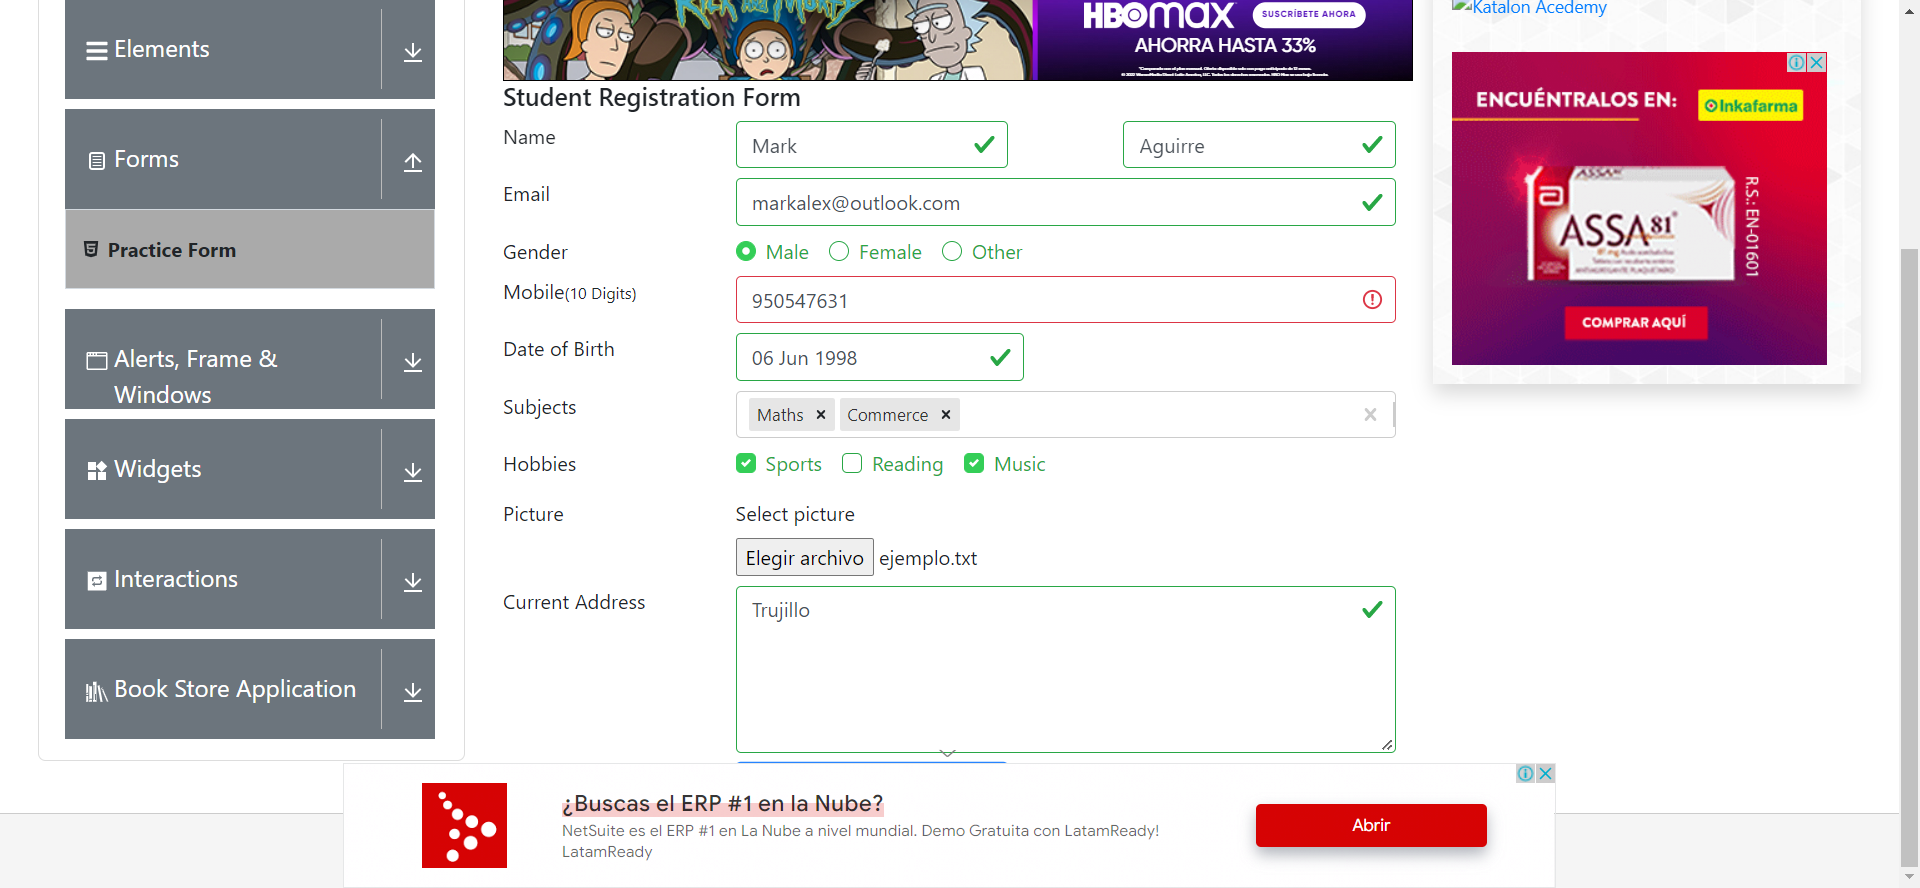 Elements
Forms
Practice Form
Alerts, Frame &
Windows
Widgets
Interactions
Book Store Application
HBOmax
SUSCRÍBETE AHORA
AHORRA HASTA 33%
Student Registration Form
Name
Mark
Aguirre
Email
markalex@outlook.com
Gender
Male
Female
Other
Mobile(10 Digits)
950547631
Date of Birth
06 Jun 1998
Subjects
Maths
Commerce
Hobbies
Sports
Reading
Music
Picture
Select picture
Elegir archivo ejemplo.txt
Current Address
Trujillo
Katalon Acedemy
ENCUÉNTRALOS EN:
Inkafarma
ASSA 81
R.S.: EN-01601
COMPRAR AQUÍ
¿Buscas el ERP #1 en la Nube?
NetSuite es el ERP #1 en La Nube a nivel mundial. Demo Gratuita con LatamReady!
LatamReady
Abrir